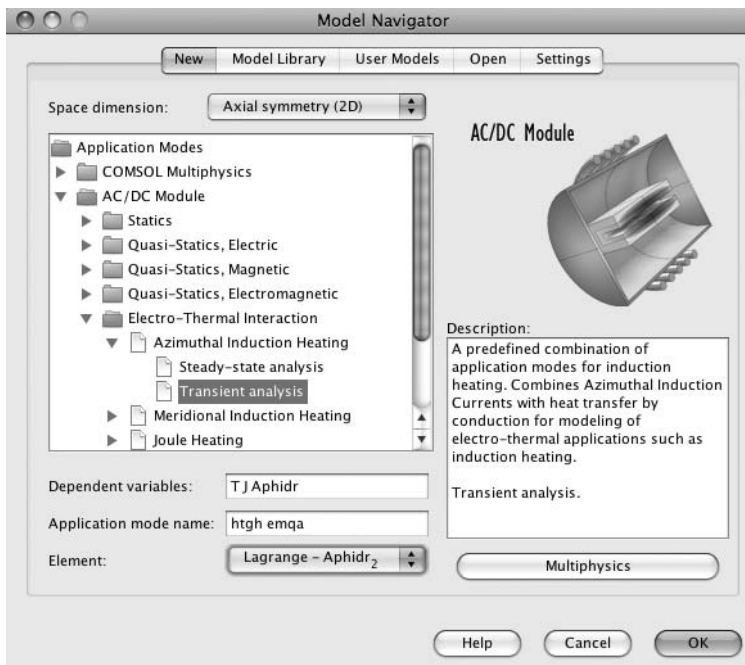 Model Navigator
New
Model Library
User Models
Open
Settings
Space dimension:
Axial symmetry (2D)
Application Modes
COMSOL Multiphysics
AC/DC Module
Statics
Quasi-Statics, Electric
Quasi-Statics, Magnetic
Quasi-Statics, Electromagnetic
Electro-Thermal Interaction
Azimuthal Induction Heating
Steady-state analysis
Transient analysis
Meridional Induction Heating
Joule Heating
Dependent variables:
T J Aphidr
Application mode name:
htgh emqa
Element:
Lagrange - Aphidr2
AC/DC Module
Description:
A predefined combination of
application modes for induction
heating. Combines Azimuthal Induction
Currents with heat transfer by
conduction for modeling of
electro-thermal applications such as
induction heating.
Transient analysis.
Multiphysics
Help
Cancel
OK